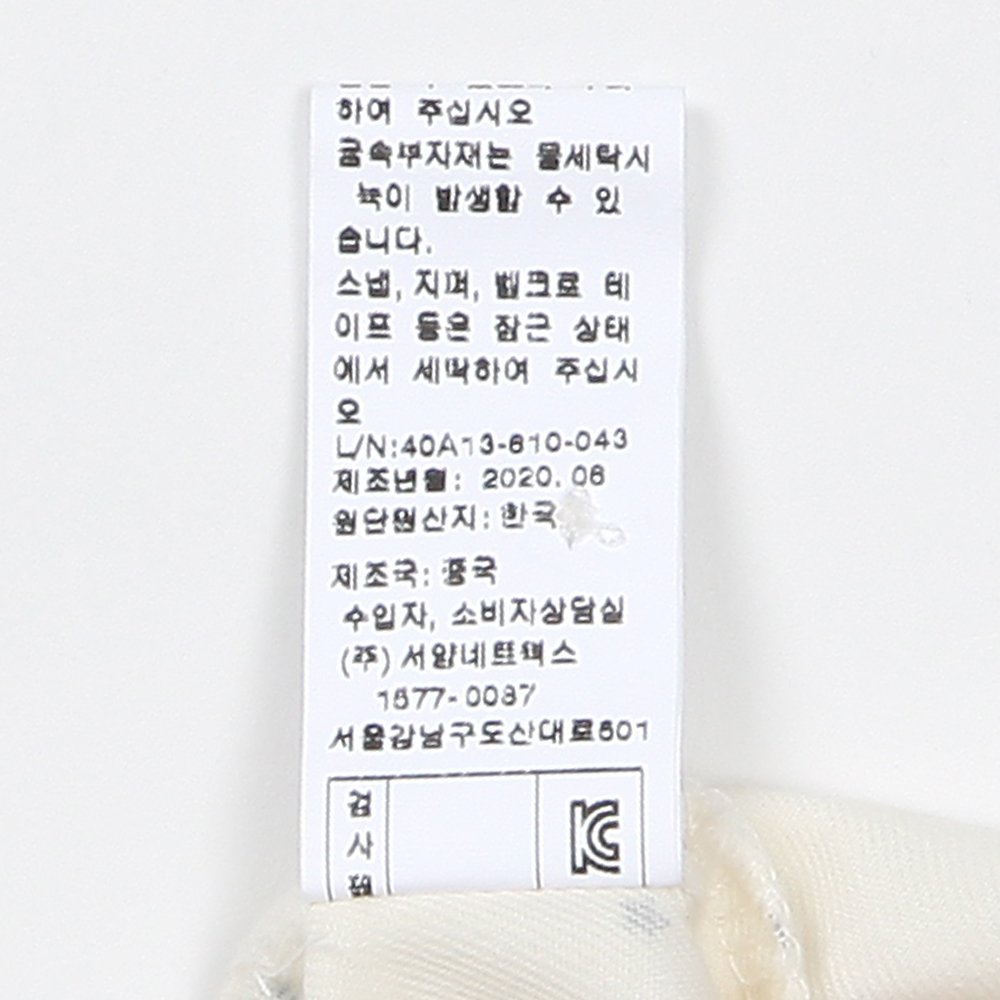 하여 주십시오
금속부자재는 물세탁시
녹이 발생할 수 있
습니다.
스냅, 지퍼, 벨크로 테
이프 등은 잠근 상태
에서 세탁하여 주십시
오
L/N:40A13-610-043
제조년월: 2020. 06
원단원산지: 한국
제조국: 중국
수입자, 소비자상담실
(주) 서양네트웍스
1577- 0087
서울강남구도산대로601
검
사
KC